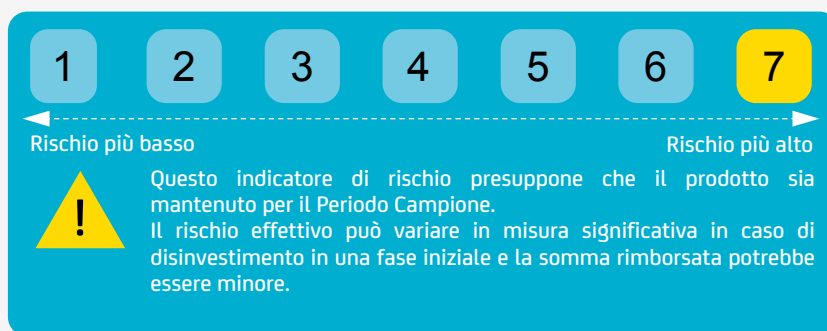 1 2 3 4 5 6 7
Rischio più basso Rischio più alto
!
Questo indicatore di rischio presuppone che il prodotto sia
mantenuto per il Periodo Campione.
Il rischio effettivo può variare in misura significativa in caso di
disinvestimento in una fase iniziale e la somma rimborsata potrebbe
essere minore.